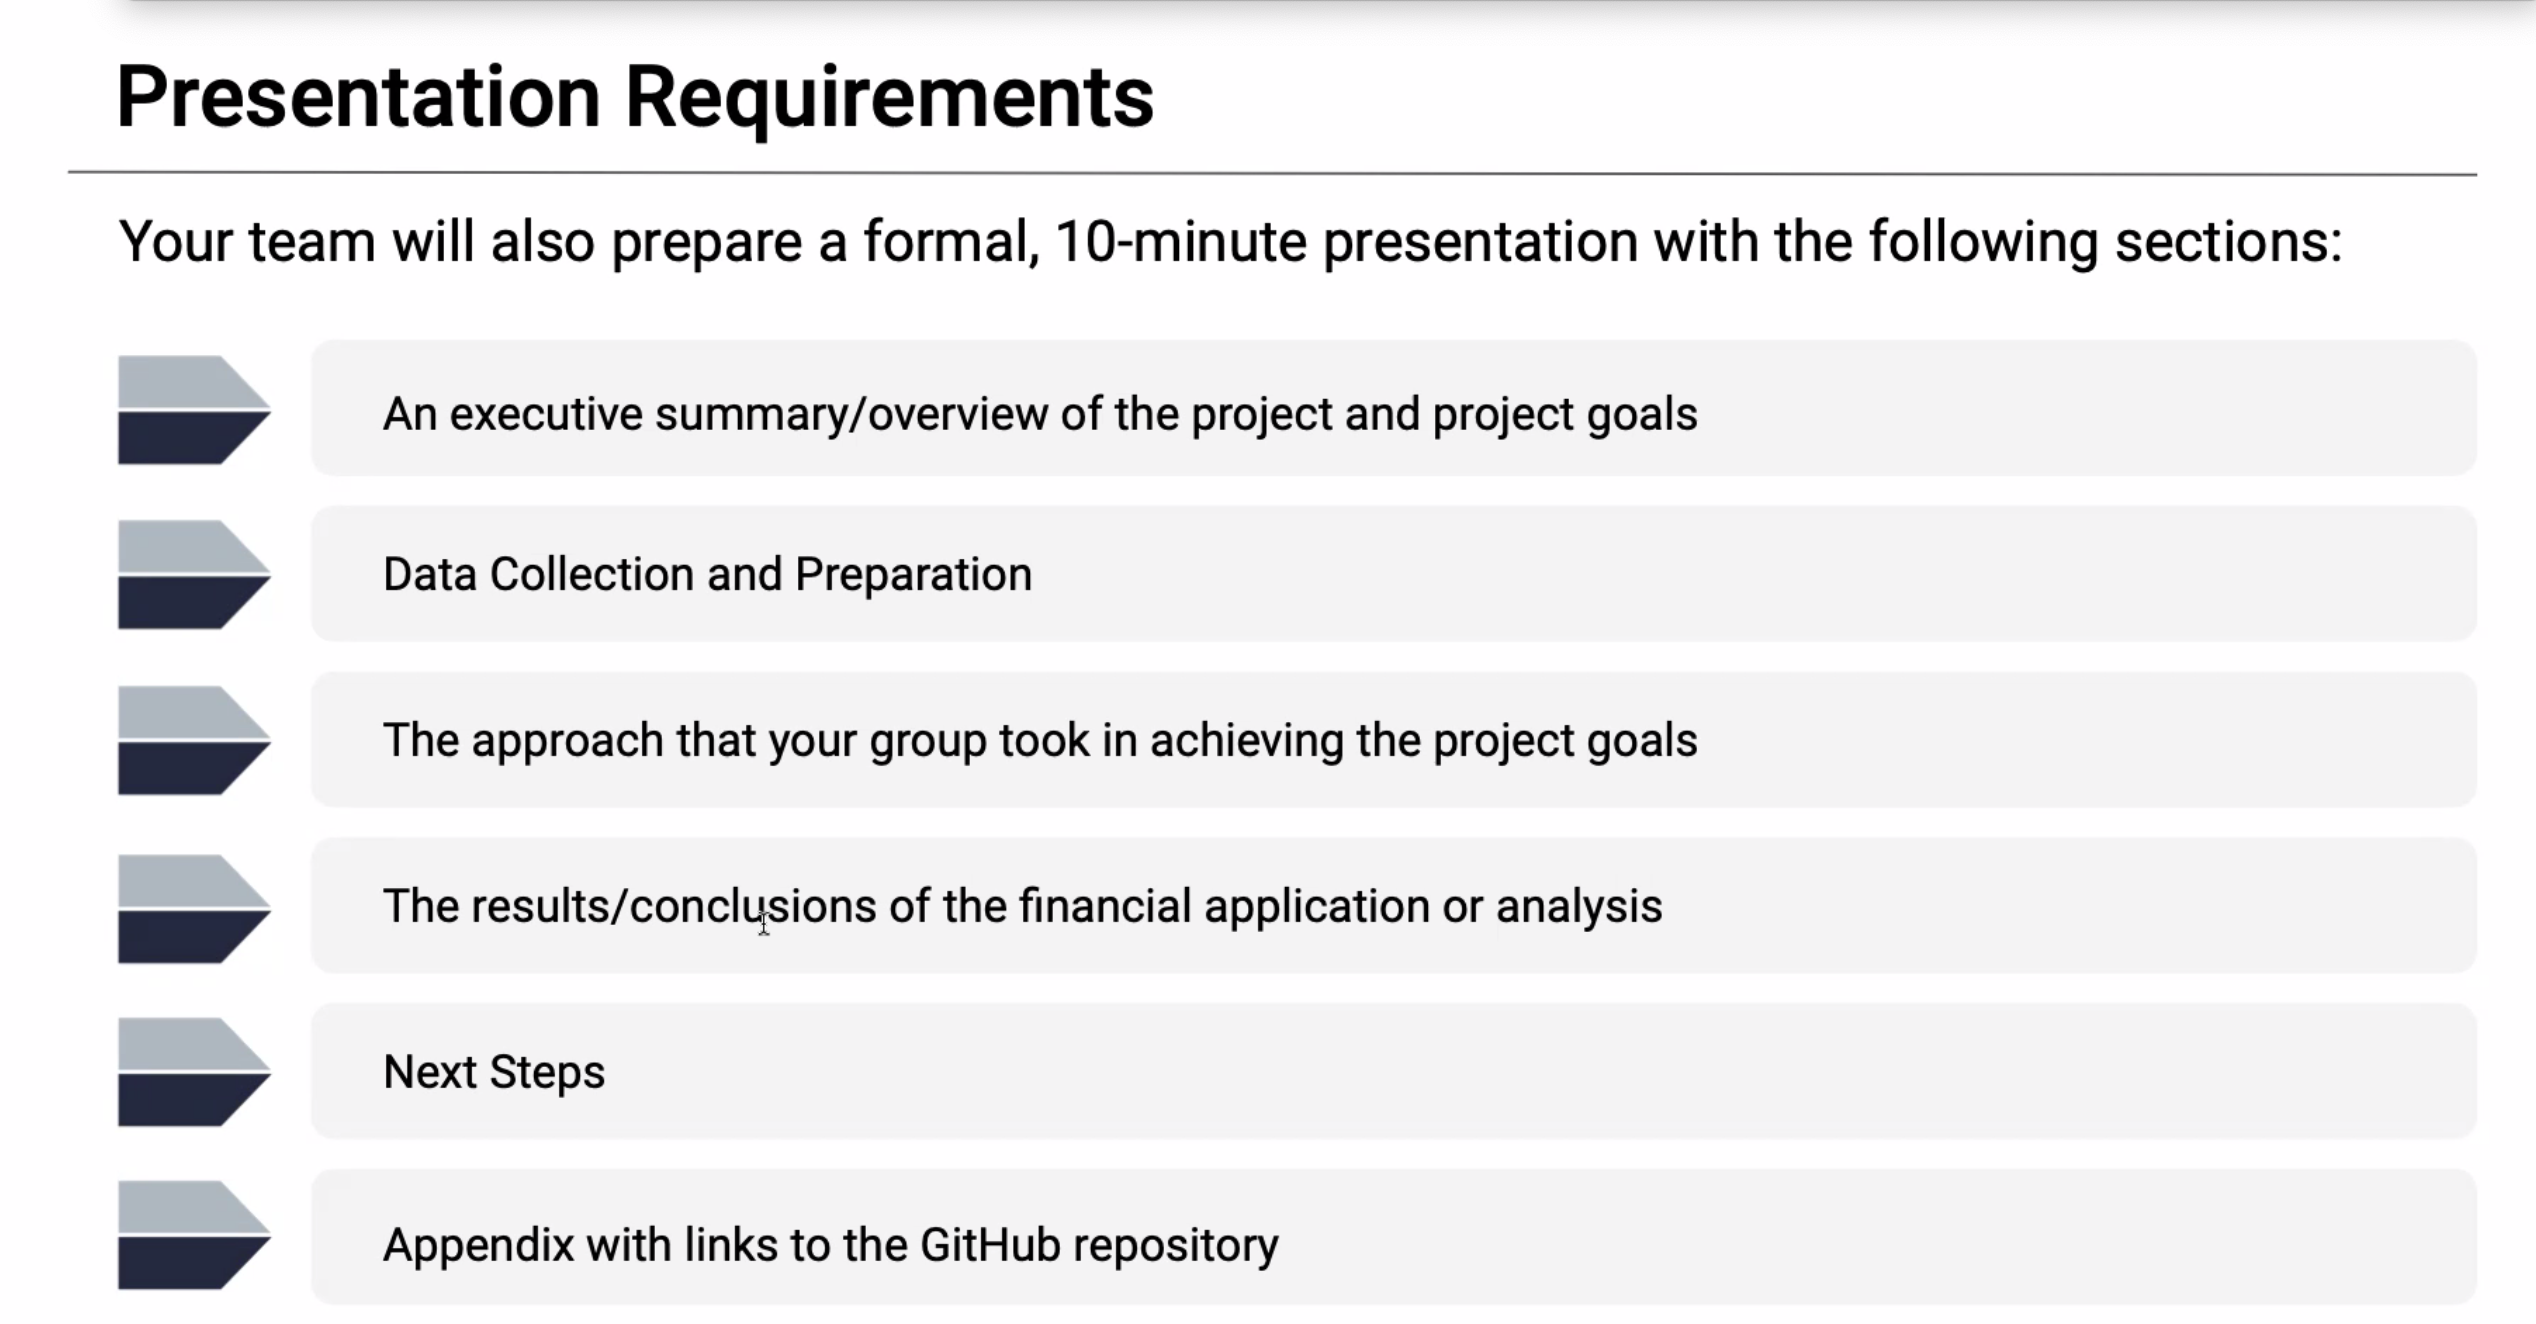 Presentation Requirements
Your team will also prepare a formal, 10-minute presentation with the following sections:
An executive summary/overview of the project and project goals
Data Collection and Preparation
The approach that your group took in achieving the project goals
The results/conclusions of the financial application or analysis
Next Steps
Appendix with links to the GitHub repository